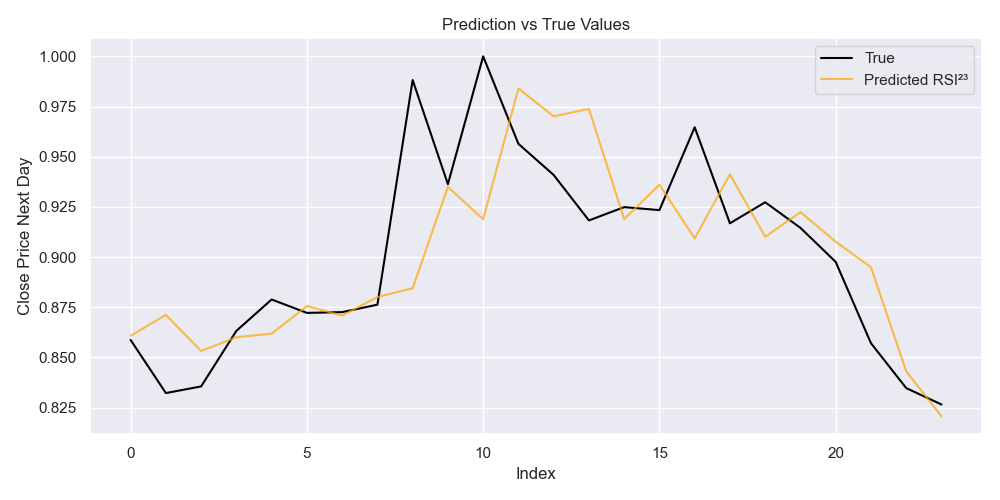 Prediction vs True Values
True
Predicted RSI²³
Close Price Next Day
1.000
0.975
0.950
0.925
0.900
0.875
0.850
0.825
0 5 10 15 20
Index